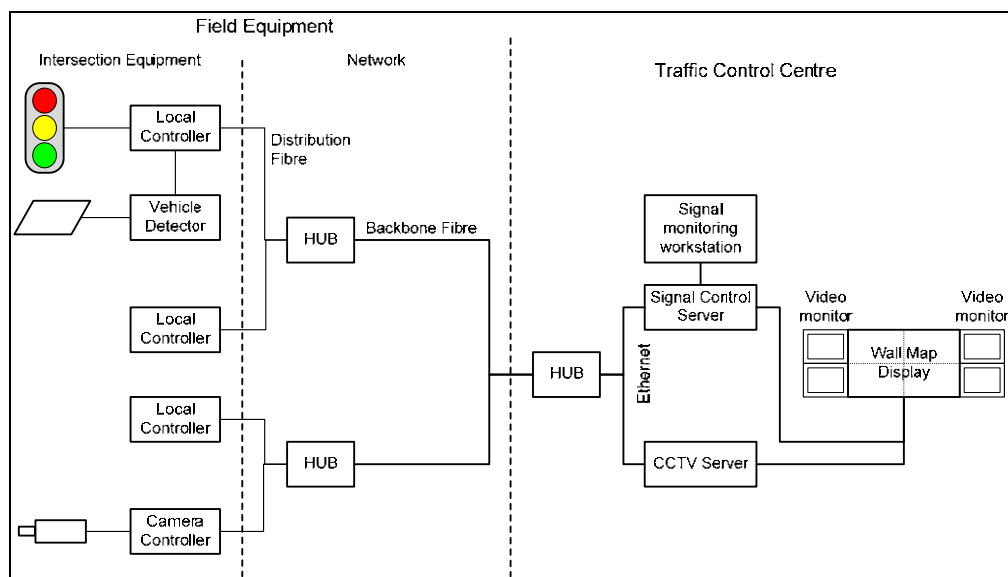 Field Equipment
Intersection Equipment
Network
Traffic Control Centre
Local
Controller
Distribution
Fibre
Vehicle
Detector
HUB
Backbone Fibre
Local
Controller
Local
Controller
HUB
Camera
Controller
Signal
monitoring
workstation
Signal Control
Server
HUB
Ethernet
CCTV Server
Video
monitor
Wall Map
Display
Video
monitor